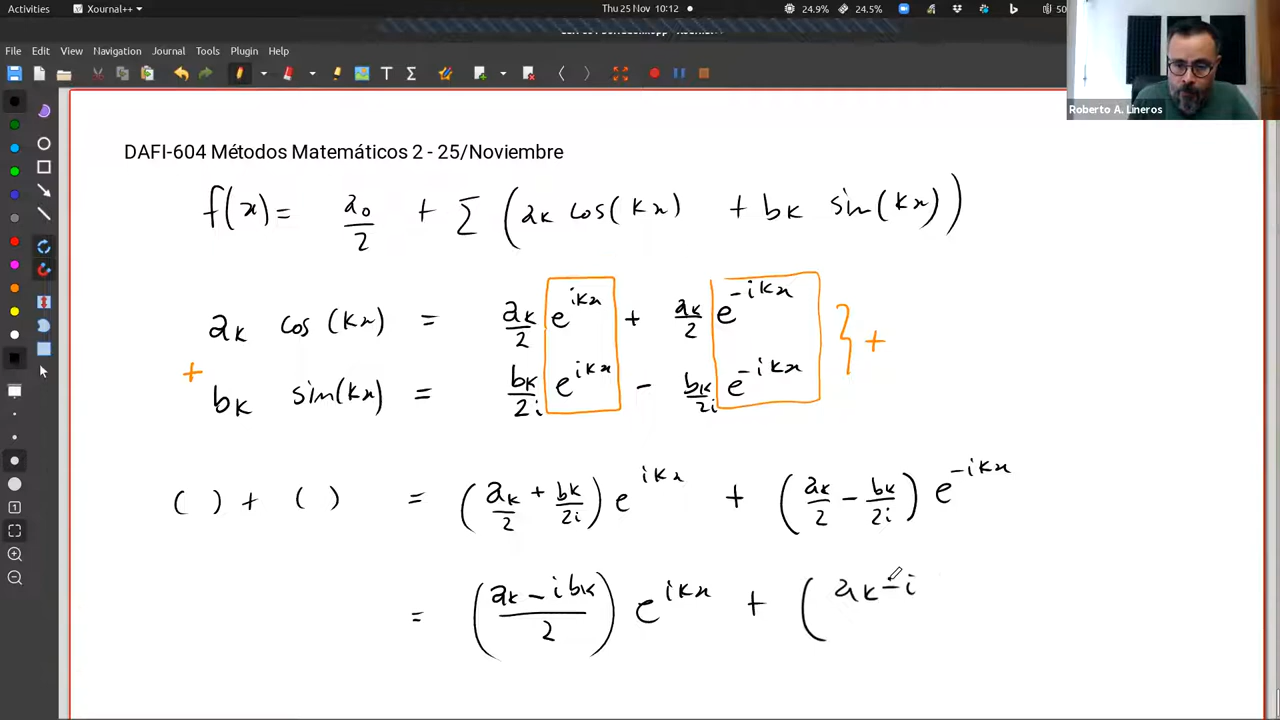 Activities Xournal++ Thu 25 Nov 10:12 24.9% 24.5%
File Edit View Navigation Journal Tools Plugin Help
Roberto A. Lineros
DAFI-604 Métodos Matemáticos 2 - 25/Noviembre
f(x) = a₀/2 + Σ (aₖ cos(kx) + bₖ sin(kx))
aₖ cos(kx) = aₖ/2 e^{ikx} + aₖ/2 e^{-ikx} } +
+ bₖ sin(kx) = bₖ/2i e^{ikx} - bₖ/2i e^{-ikx}
( ) + ( ) = (aₖ/2 + bₖ/2i) e^{ikx} + (aₖ/2 - bₖ/2i) e^{-ikx}
= ((aₖ - i bₖ)/2) e^{ikx} + (aₖ - i